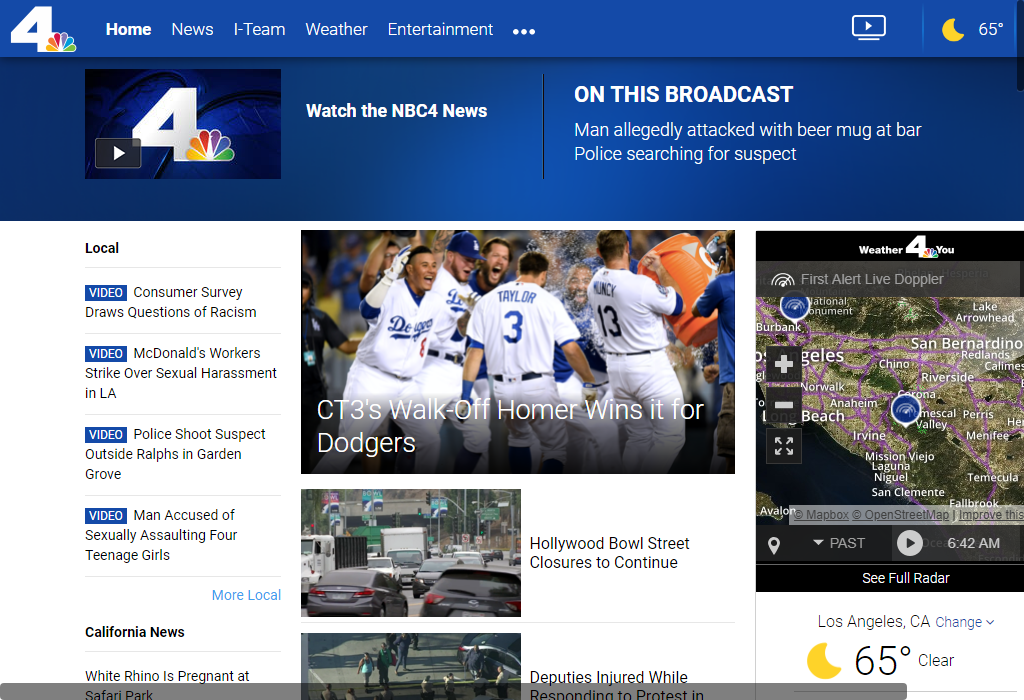 4
Home
News
I-Team
Weather
Entertainment
65°
4
Watch the NBC4 News
ON THIS BROADCAST
Man allegedly attacked with beer mug at bar
Police searching for suspect
Local
VIDEO Consumer Survey
Draws Questions of Racism
VIDEO McDonald's Workers
Strike Over Sexual Harassment
in LA
VIDEO Police Shoot Suspect
Outside Ralphs in Garden
Grove
VIDEO Man Accused of
Sexually Assaulting Four
Teenage Girls
More Local
California News
White Rhino Is Pregnant at
Safari Park
Dodgers
TAYLOR
3
MUNCY
13
CT3's Walk-Off Homer Wins it for
Dodgers
BOWL
Hollywood Bowl Street
Closures to Continue
Deputies Injured While
Responding to Protest in
Weather 4 You
First Alert Live Doppler
National
Lake
Arrowhead
Burbank
San Bernardino
Redlands
Chino
Riverside
Norwalk
Corona
Anaheim
Long Beach
Valley
Perris
Irvine
Menifee
Mission Viejo
Laguna
Niguel
Temecula
San Clemente
Fallbrook
Avalon
© Mapbox © OpenStreetMap | Improve this
PAST
6:42 AM
See Full Radar
Los Angeles, CA Change
65° Clear